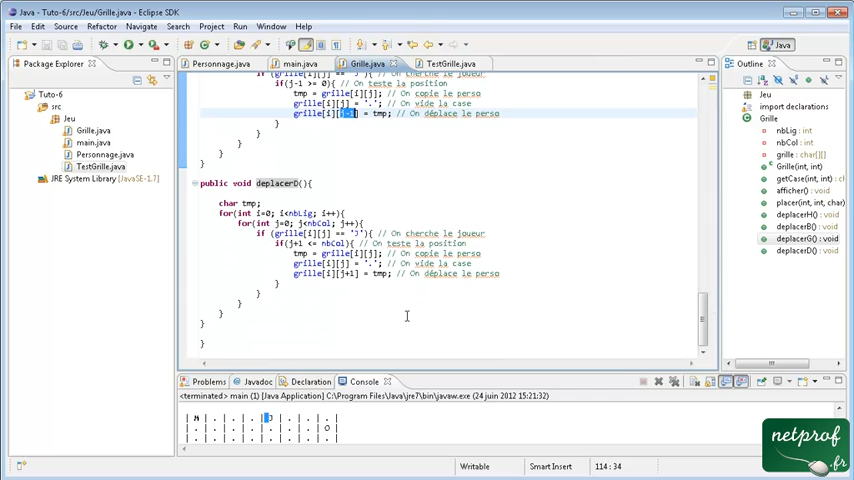 Java - Tuto-6/src/Jeu/Grille.java - Eclipse SDK
File Edit Source Refactor Navigate Search Project Run Window Help
Java
Package Explorer
Tuto-6
src
Jeu
Grille.java
main.java
Personnage.java
TestGrille.java
JRE System Library [JavaSE-1.7]
Personnage.java main.java Grille.java TestGrille.java
if (grille[i][j] == 'J'){ // On cherche le joueur
if(j-1 >= 0){ // On teste la position
tmp = grille[i][j]; // On copie le perso
grille[i][j] = '.'; // On vide la case
grille[i][j-1] = tmp; // On déplace le perso
}
}
}
}
}
public void deplacerD(){
char tmp;
for(int i=0; i<nbLig; i++){
for(int j=0; j<nbCol; j++){
if (grille[i][j] == 'J'){ // On cherche le joueur
if(j+1 <= nbCol){ // On teste la position
tmp = grille[i][j]; // On copie le perso
grille[i][j] = '.'; // On vide la case
grille[i][j+1] = tmp; // On déplace le perso
}
}
}
}
}
}
Outline
Jeu
import declarations
Grille
nbLig : int
nbCol : int
grille : char[][]
Grille(int, int)
getCase(int, int)
afficher() : void
placer(int, int, char)
deplacerH() : void
deplacerB() : void
deplacerG() : void
deplacerD() : void
Problems Javadoc Declaration Console
<terminated> main (1) [Java Application] C:\Program Files\Java\jre7\bin\javaw.exe (24 juin 2012 15:21:32)
| M | . | . | . | J | . | . | . |
| . | . | . | . | . | . | . | O |
| . | . | . | . | . | . | . | . |
Writable Smart Insert 114 : 34
netprof
.fr